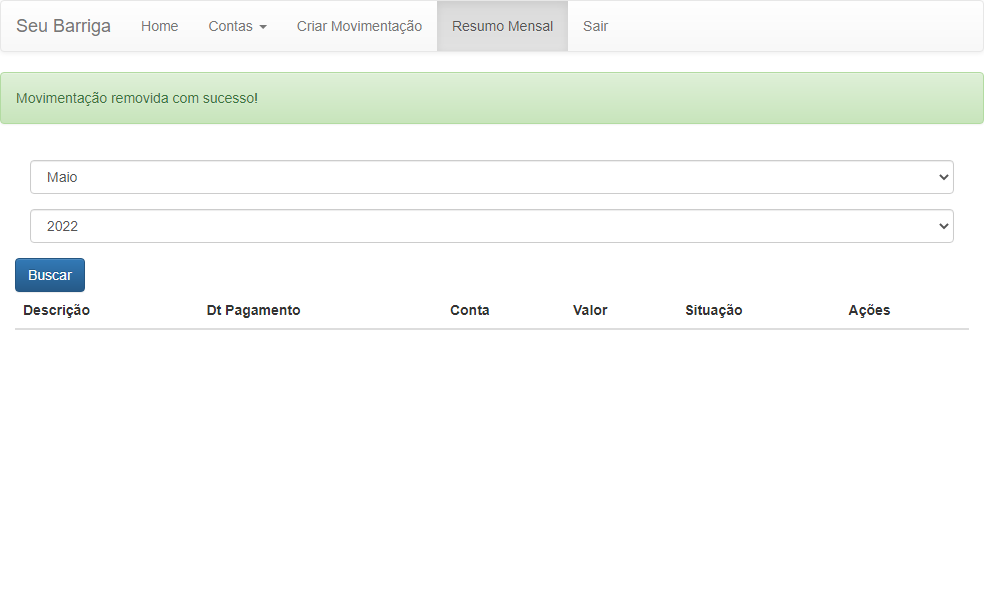 Seu Barriga Home Contas Criar Movimentação Resumo Mensal Sair
Movimentação removida com sucesso!
Maio
2022
Buscar
Descrição Dt Pagamento Conta Valor Situação Ações